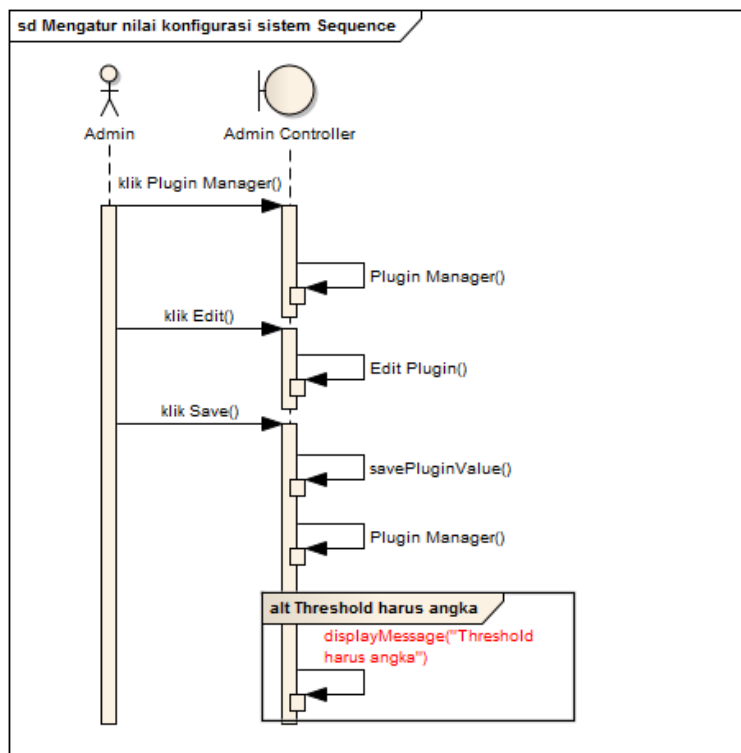 sd Mengatur nilai konfigurasi sistem Sequence
Admin
Admin Controller
klik Plugin Manager()
Plugin Manager()
klik Edit()
Edit Plugin()
klik Save()
savePluginValue()
Plugin Manager()
alt Threshold harus angka
displayMessage("Threshold
harus angka")